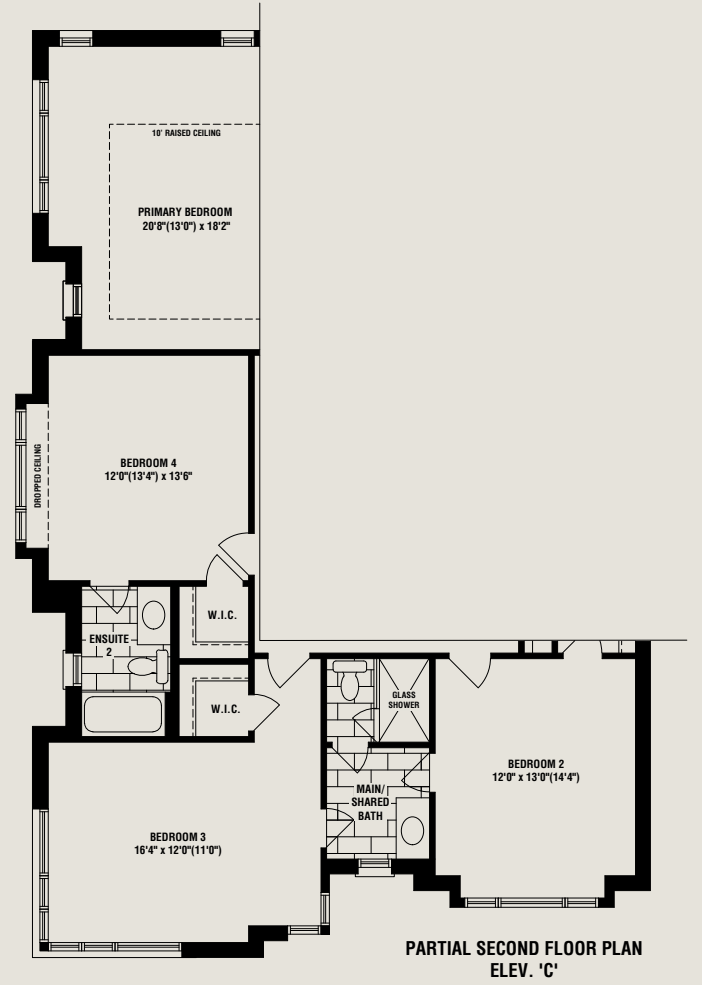 10' RAISED CEILING
PRIMARY BEDROOM
20'8"(13'0") x 18'2"
DROPPED CEILING
BEDROOM 4
12'0"(13'4") x 13'6"
W.I.C.
ENSUITE
2
W.I.C.
GLASS
SHOWER
BEDROOM 2
12'0" x 13'0"(14'4")
MAIN/
SHARED
BATH
BEDROOM 3
16'4" x 12'0"(11'0")
PARTIAL SECOND FLOOR PLAN
ELEV. 'C'